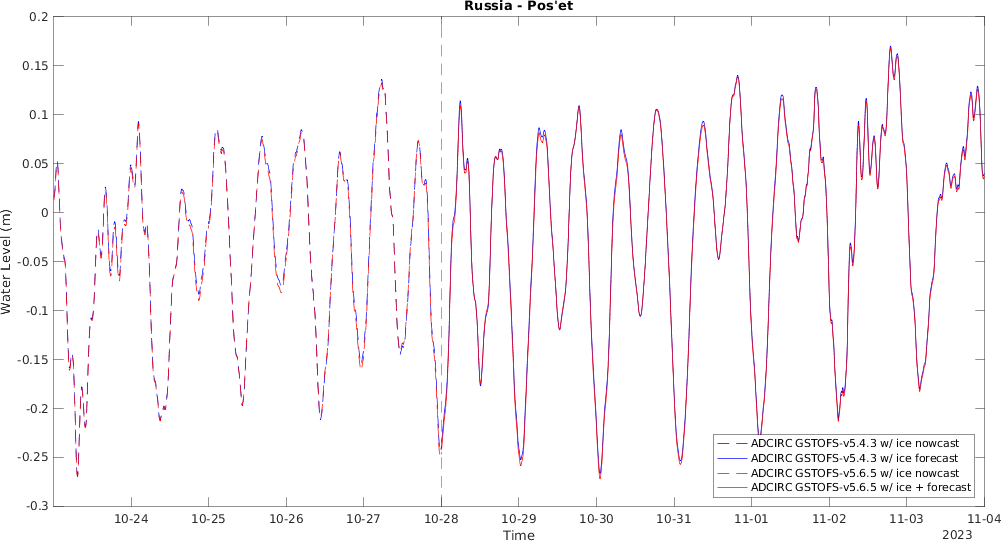 Russia - Pos'et
0.2
0.15
0.1
0.05
0
-0.05
-0.1
-0.15
-0.2
-0.25
-0.3
Water Level (m)
ADCIRC GSTOFS-v5.4.3 w/ ice nowcast
ADCIRC GSTOFS-v5.4.3 w/ ice forecast
ADCIRC GSTOFS-v5.6.5 w/ ice nowcast
ADCIRC GSTOFS-v5.6.5 w/ ice + forecast
10-24 10-25 10-26 10-27 10-28 10-29 10-30 10-31 11-01 11-02 11-03 11-04
Time
2023